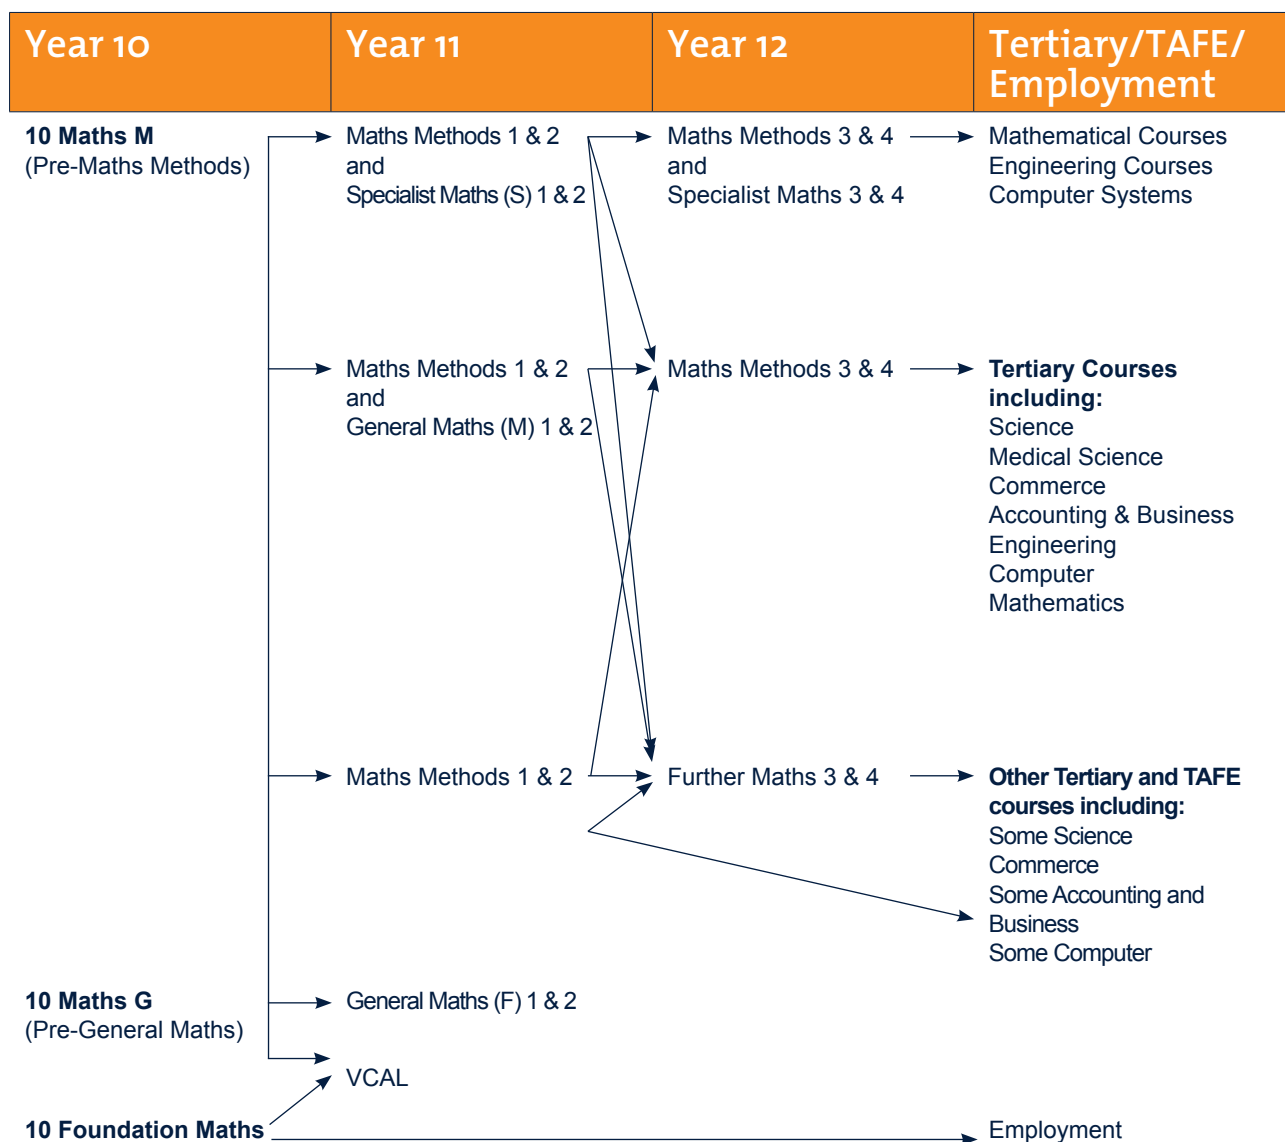 Year 10
Year 11
Year 12
Tertiary/TAFE/
Employment
10 Maths M
(Pre-Maths Methods)
Maths Methods 1 & 2
and
Specialist Maths (S) 1 & 2
Maths Methods 3 & 4
and
Specialist Maths 3 & 4
Mathematical Courses
Engineering Courses
Computer Systems
Maths Methods 1 & 2
and
General Maths (M) 1 & 2
Maths Methods 3 & 4
Tertiary Courses
including:
Science
Medical Science
Commerce
Accounting & Business
Engineering
Computer
Mathematics
Maths Methods 1 & 2
Further Maths 3 & 4
Other Tertiary and TAFE
courses including:
Some Science
Commerce
Some Accounting and
Business
Some Computer
10 Maths G
(Pre-General Maths)
General Maths (F) 1 & 2
VCAL
10 Foundation Maths
Employment